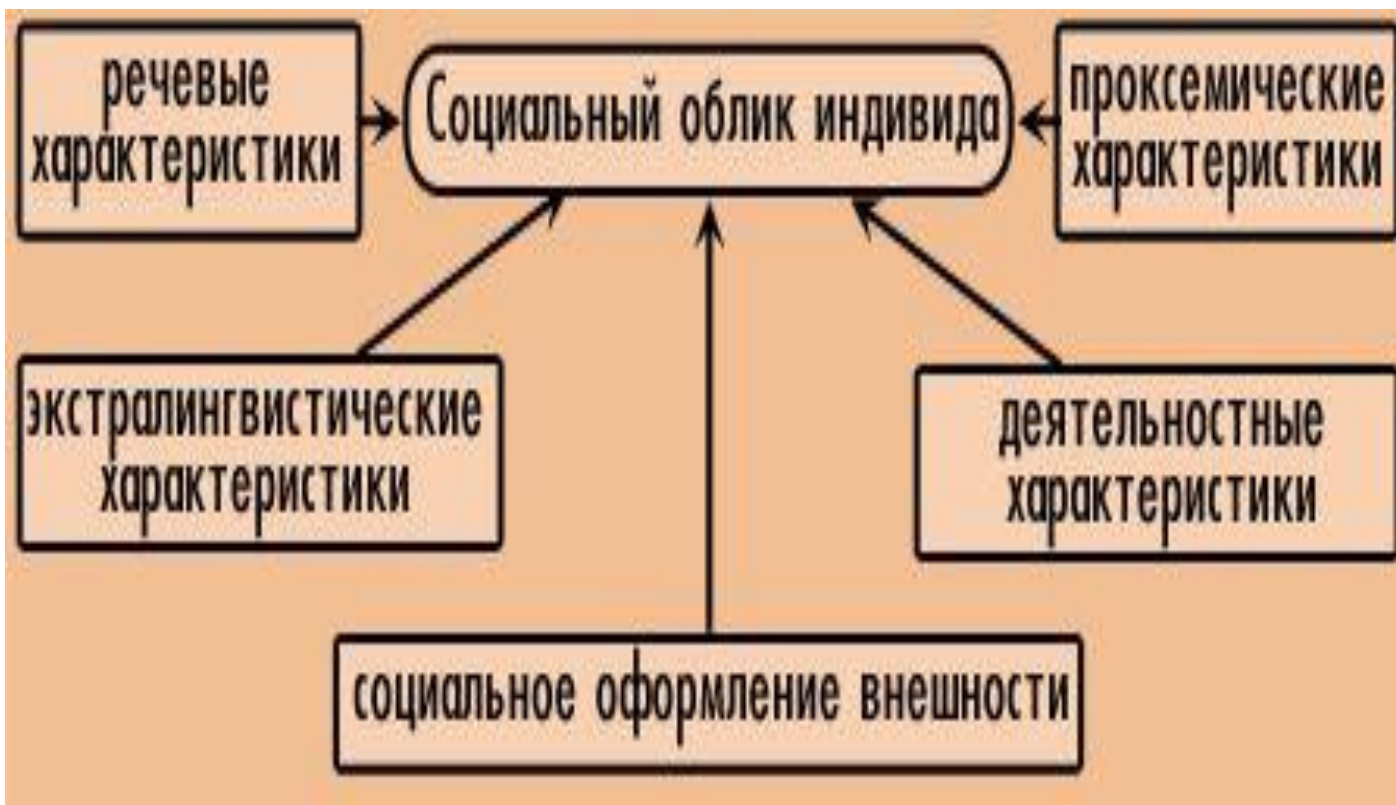 речевые
характеристики
Социальный облик индивида
проксемические
характеристики
экстралингвистические
характеристики
деятельностные
характеристики
социальное оформление внешности